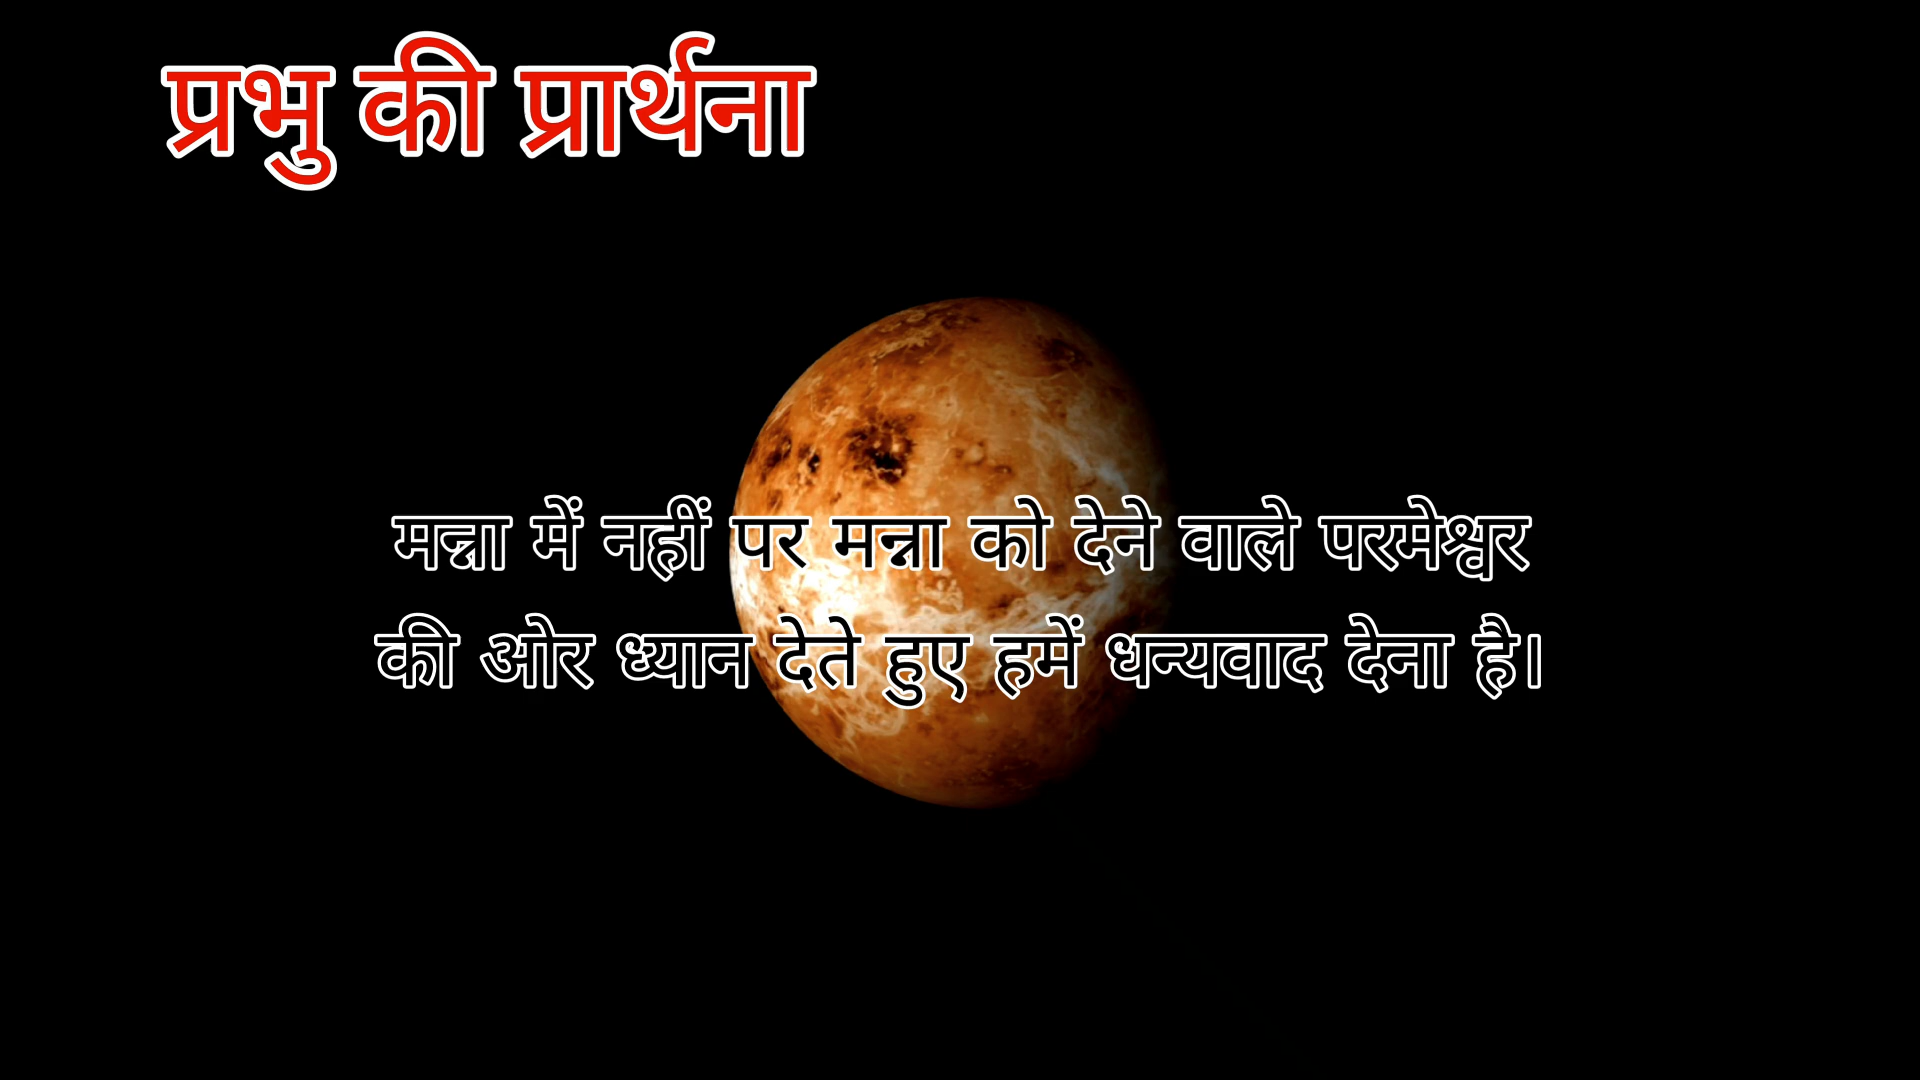 प्रभु की प्रार्थना
मन्ना में नहीं पर मन्ना को देने वाले परमेश्वर
की ओर ध्यान देते हुए हमें धन्यवाद देना है।